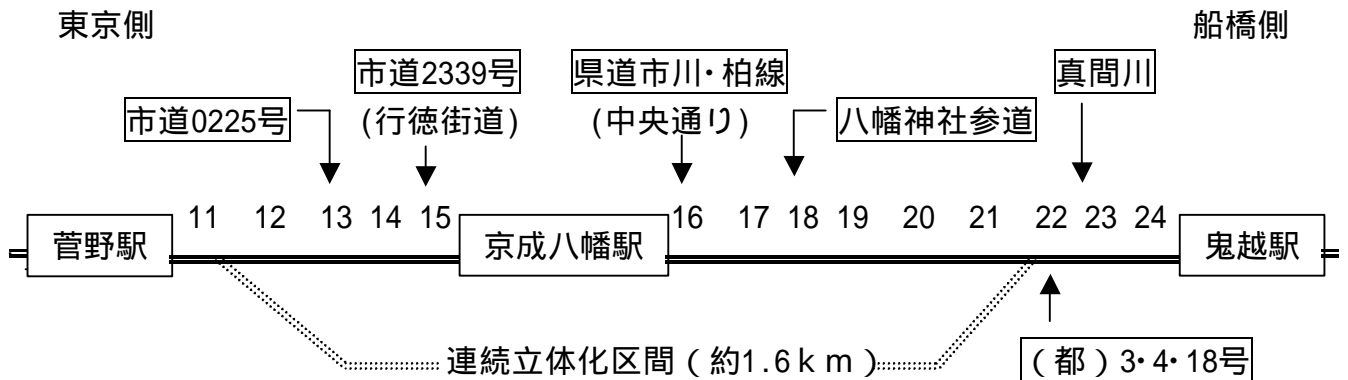 東京側 船橋側
市道2339号 県道市川・柏線 真間川
市道0225号 (行徳街道) (中央通り) 八幡神社参道
11 12 13 14 15 16 17 18 19 20 21 22 23 24
菅野駅 京成八幡駅 鬼越駅
連続立体化区間(約1.6km) (都)3・4・18号